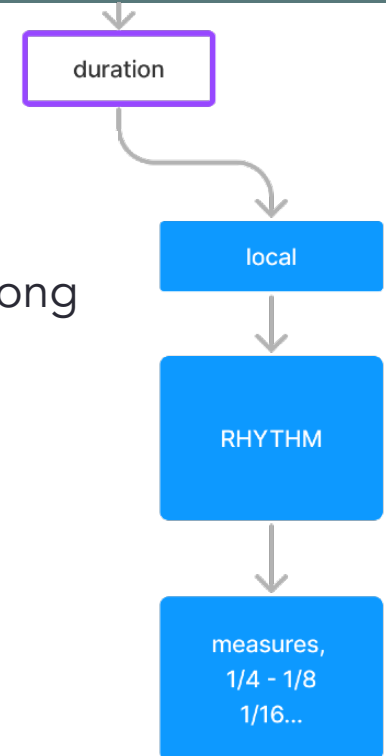 duration
local
ong
RHYTHM
measures,
1/4 - 1/8
1/16...